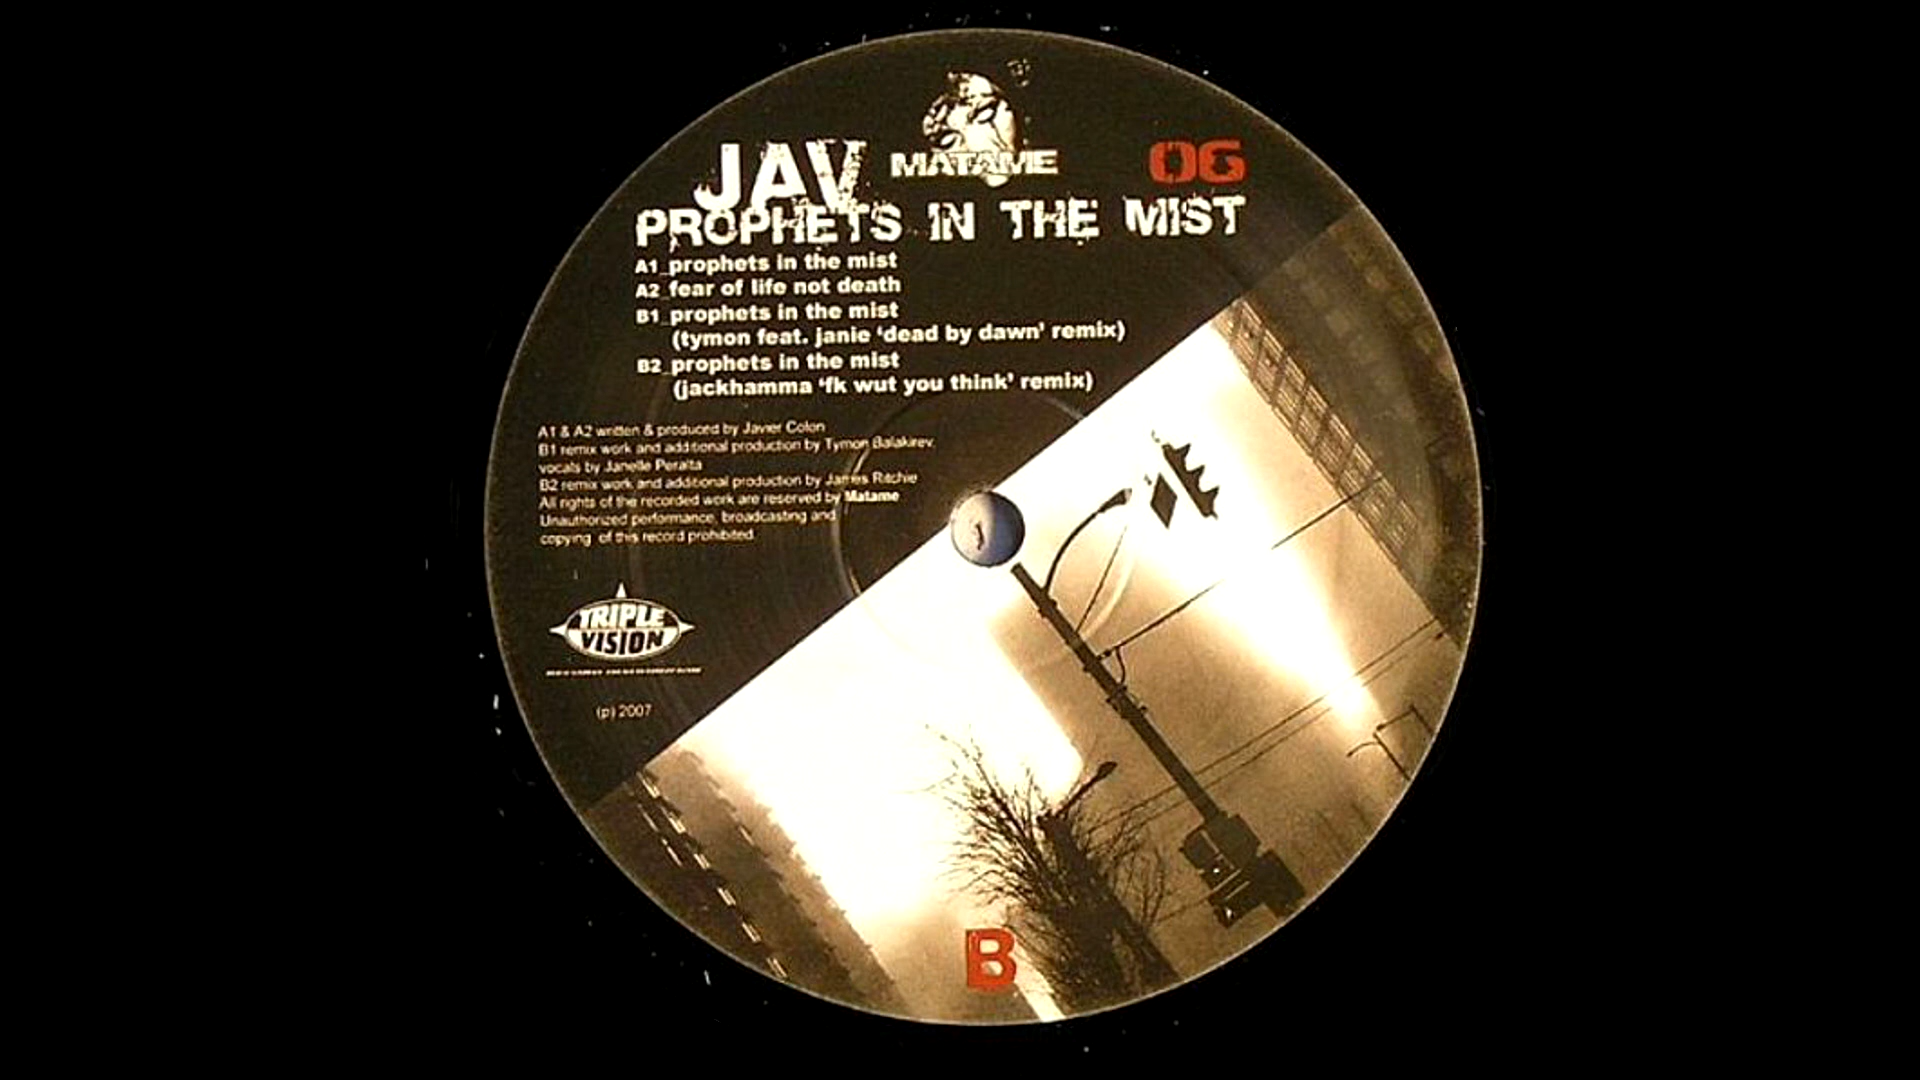 MATAME
JAV
06
PROPHETS IN THE MIST
A1_prophets in the mist
A2_fear of life not death
B1_prophets in the mist
(tymon feat. janie ‘dead by dawn’ remix)
B2_prophets in the mist
(jackhamma ‘fk wut you think’ remix)
A1 & A2 written & produced by Javier Colon
B1 remix work and additional production by Tymon Balakirev.
vocals by Janelle Peralta
B2 remix work and additional production by James Ritchie
All rights of the recorded work are reserved by Matame
Unauthorized performance, broadcasting and
copying of this record prohibited.
TRIPLE
VISION
(p) 2007
B